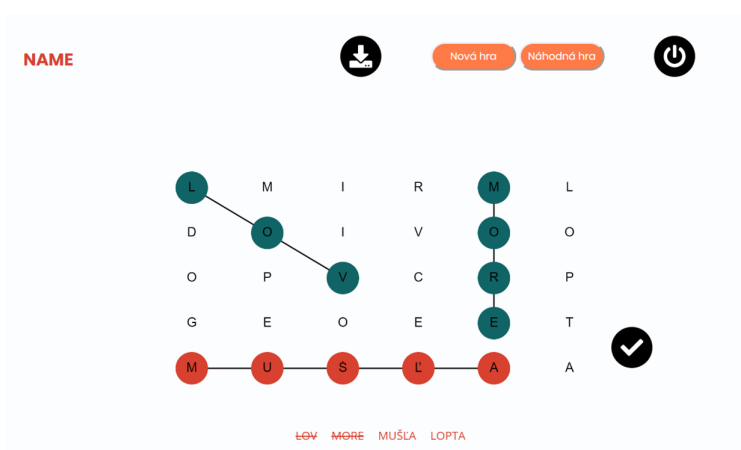 NAME
Nová hra Náhodná hra
L M I R M L
D O I V O O
O P V C R P
G E O E E T
M U Š Ľ A A
LOV MORE MUŠĽA LOPTA